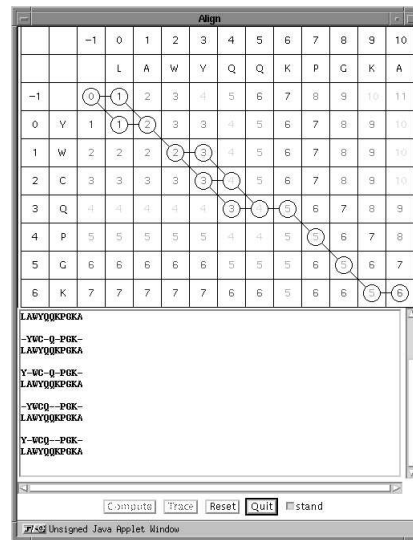 Align
-1 0 1 2 3 4 5 6 7 8 9 10
L A W Y Q Q K P G K A
-1 0 1 2 3 4 5 6 7 8 9 10 11
0 Y 1 1 2 3 3 4 5 6 7 8 9 10
1 W 2 2 2 2 3 4 5 6 7 8 9 10
2 C 3 3 3 3 3 4 5 6 7 8 9 10
3 Q 4 4 4 4 4 3 4 5 6 7 8 9
4 P 5 5 5 5 5 4 4 5 5 6 7 8
5 G 6 6 6 6 6 5 5 5 6 5 6 7
6 K 7 7 7 7 7 6 6 5 6 6 5 6
LAWYQQKPGKA
-YWC-Q-PGK-
LAWYQQKPGKA
Y-WC-Q-PGK-
LAWYQQKPGKA
-YWCQ--PGK-
LAWYQQKPGKA
Y-WCQ--PGK-
LAWYQQKPGKA
Compute Trace Reset Quit stand
Unsigned Java Applet Window